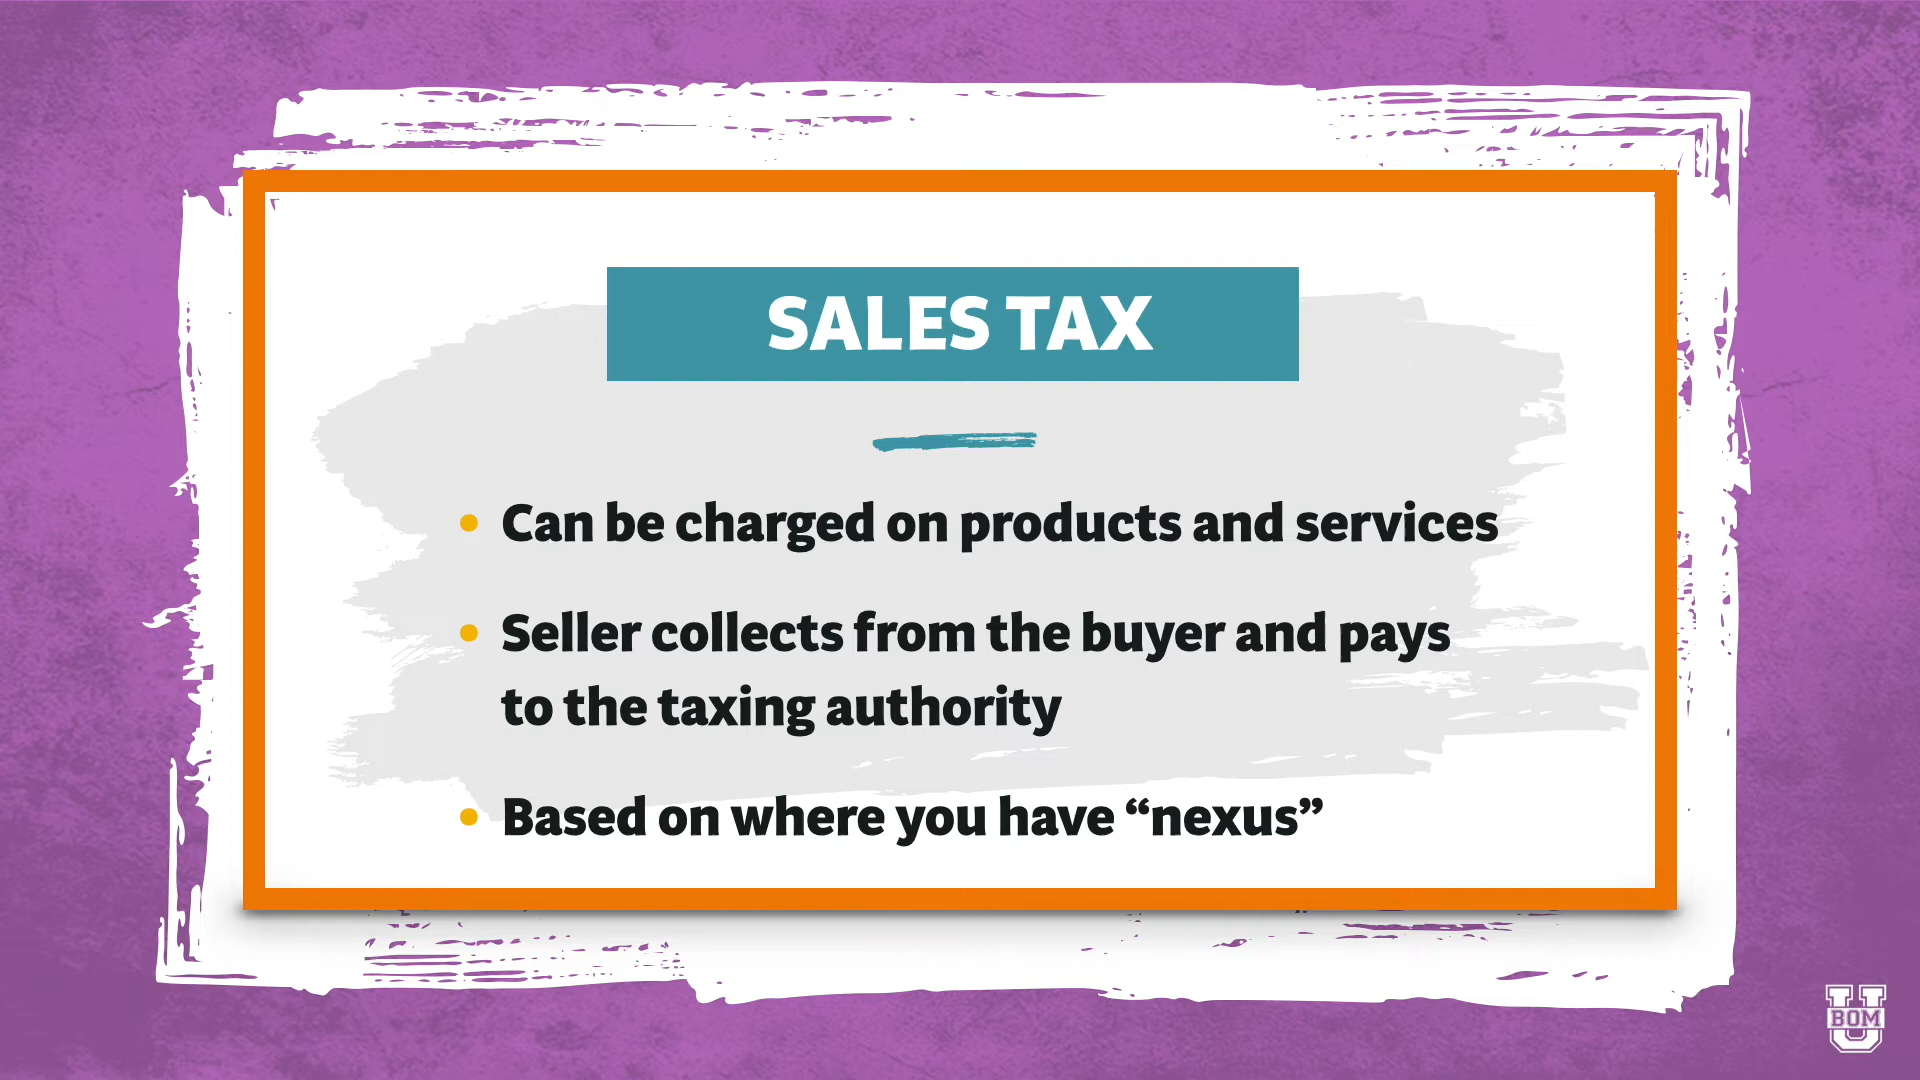 SALES TAX
• Can be charged on products and services
• Seller collects from the buyer and pays
to the taxing authority
• Based on where you have “nexus”
U
BOM